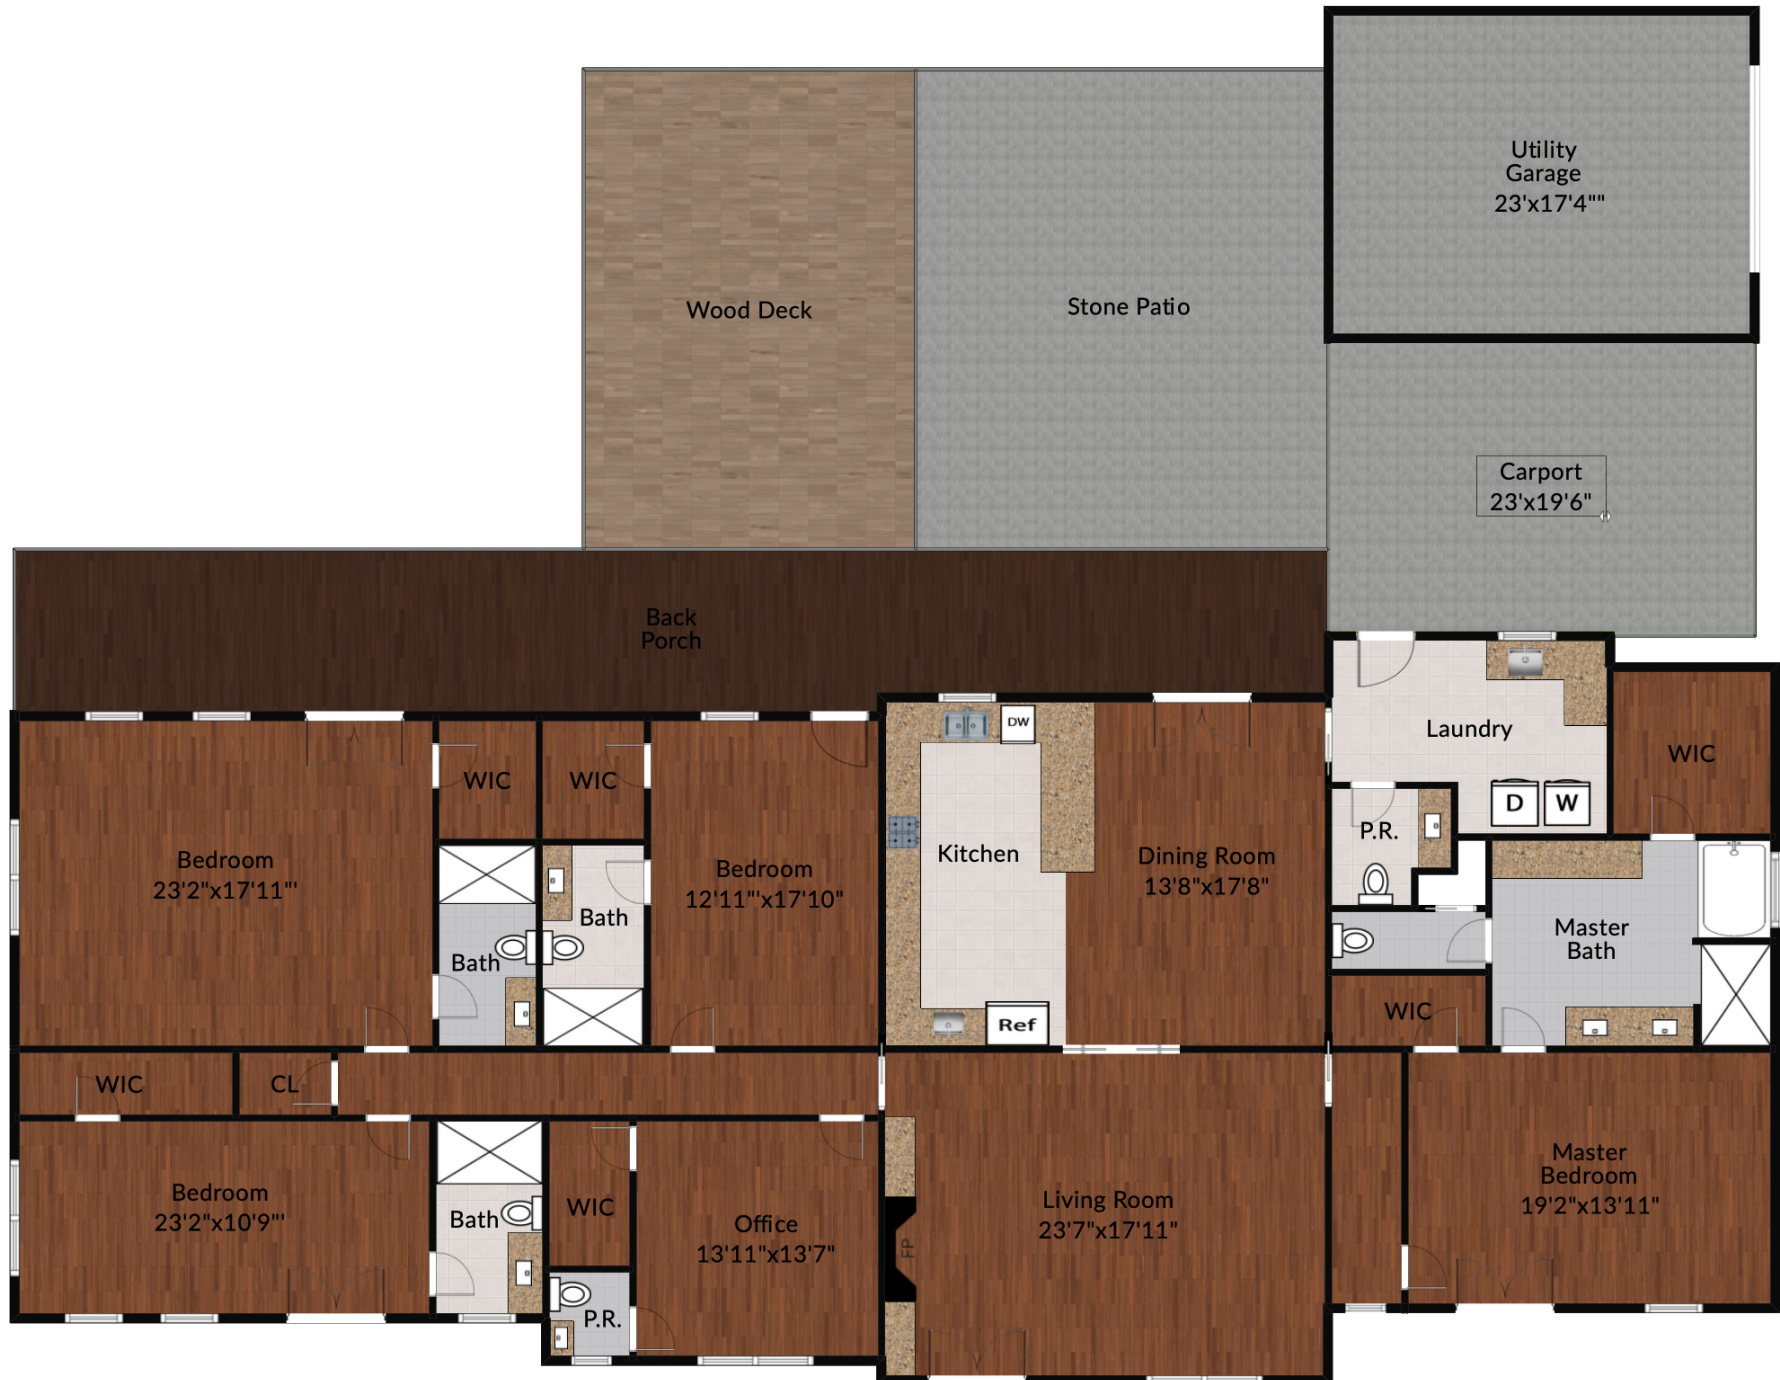 Utility
Garage
23'x17'4""
Wood Deck
Stone Patio
Carport
23'x19'6"
Back
Porch
DW
Laundry
WIC
WIC
WIC
D
W
P.R.
Kitchen
Bedroom
23'2"x17'11"'
Bedroom
12'11"'x17'10"
Dining Room
13'8"x17'8"
Bath
Bath
Master
Bath
WIC
Ref
WIC
CL
Bedroom
23'2"x10'9"'
Bath
WIC
Office
13'11"x13'7"
P.R.
FP
Living Room
23'7"x17'11"
Master
Bedroom
19'2"x13'11"